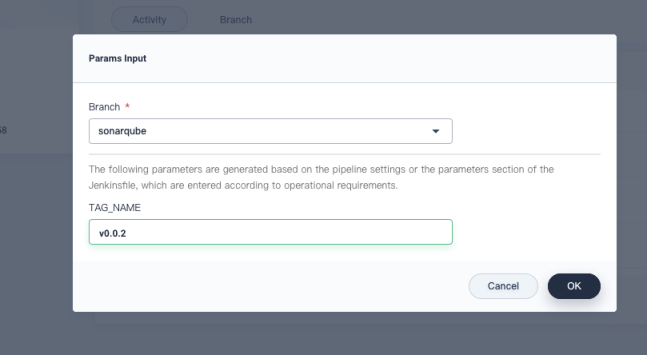 Activity Branch
Params Input
Branch *
sonarqube
The following parameters are generated based on the pipeline settings or the parameters section of the
Jenkinsfile, which are entered according to operational requirements.
TAG_NAME
v0.0.2
Cancel OK